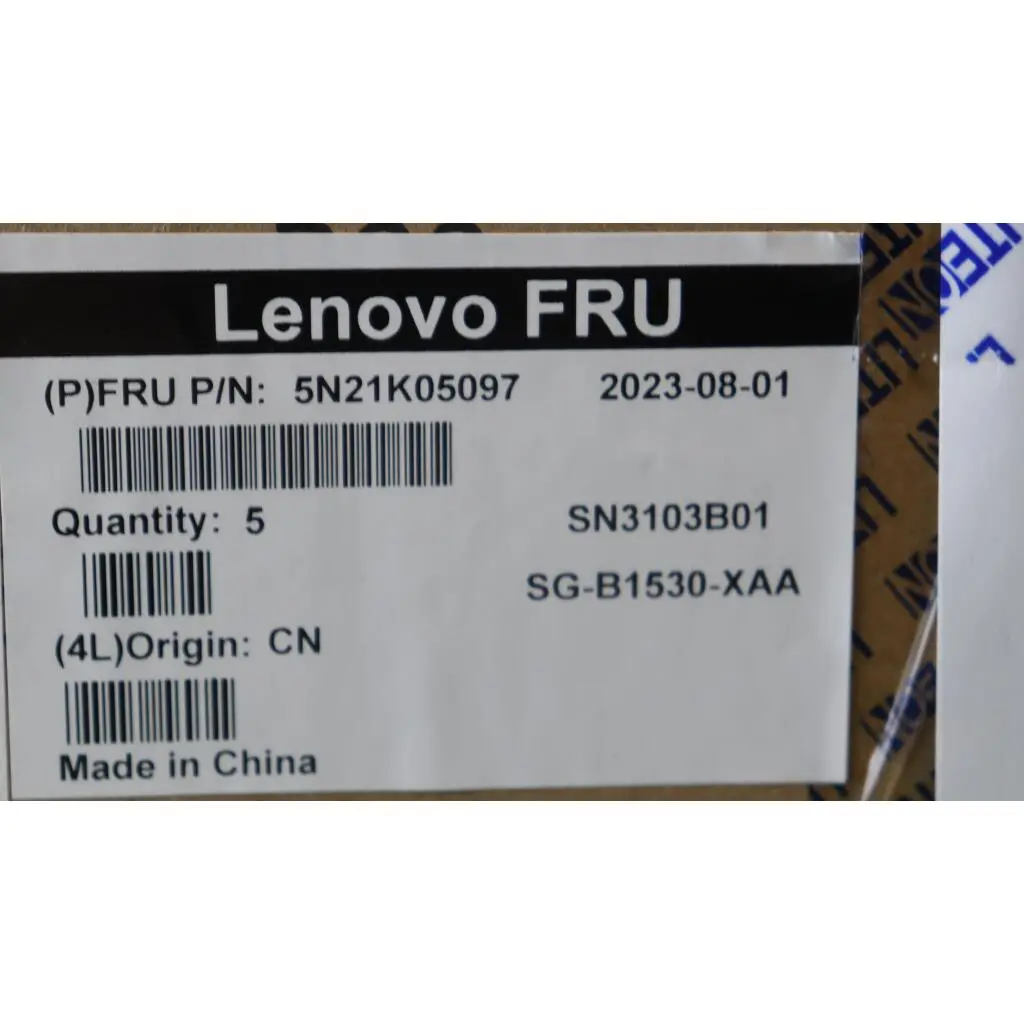 Lenovo FRU
(P)FRU P/N: 5N21K05097 2023-08-01
Quantity: 5 SN3103B01
SG-B1530-XAA
(4L)Origin: CN
Made in China